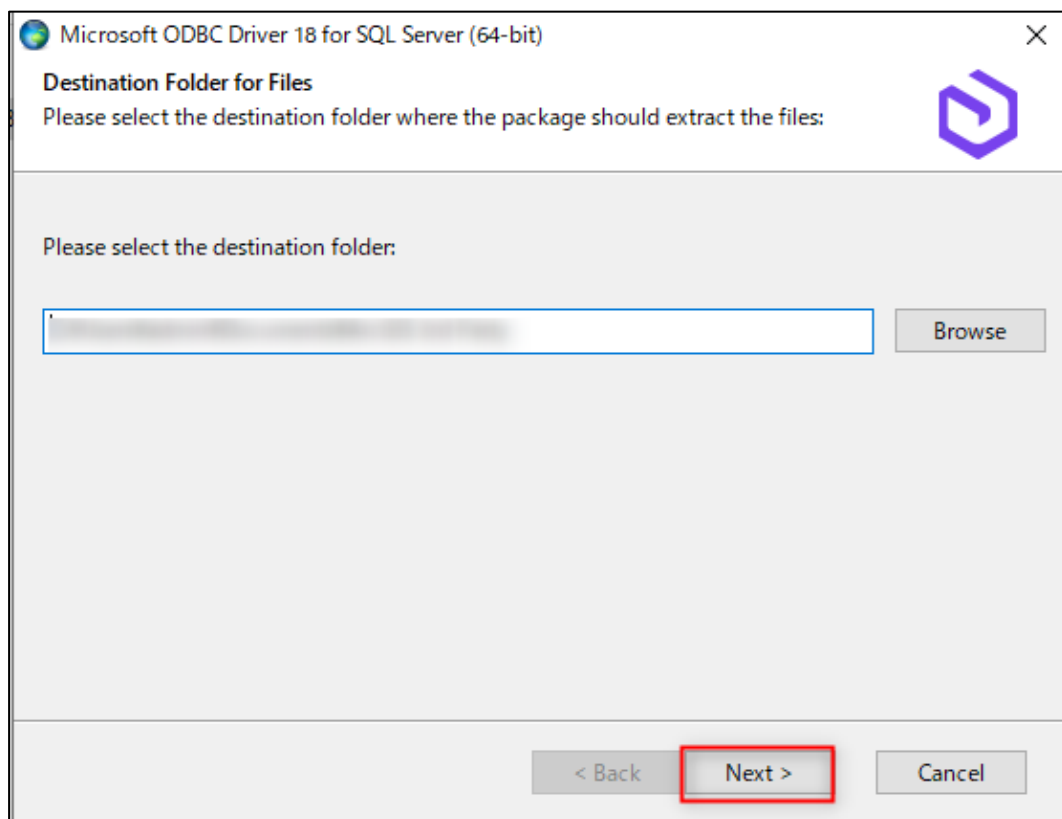 Microsoft ODBC Driver 18 for SQL Server (64-bit)
Destination Folder for Files
Please select the destination folder where the package should extract the files:
Please select the destination folder:
Browse
< Back
Next >
Cancel